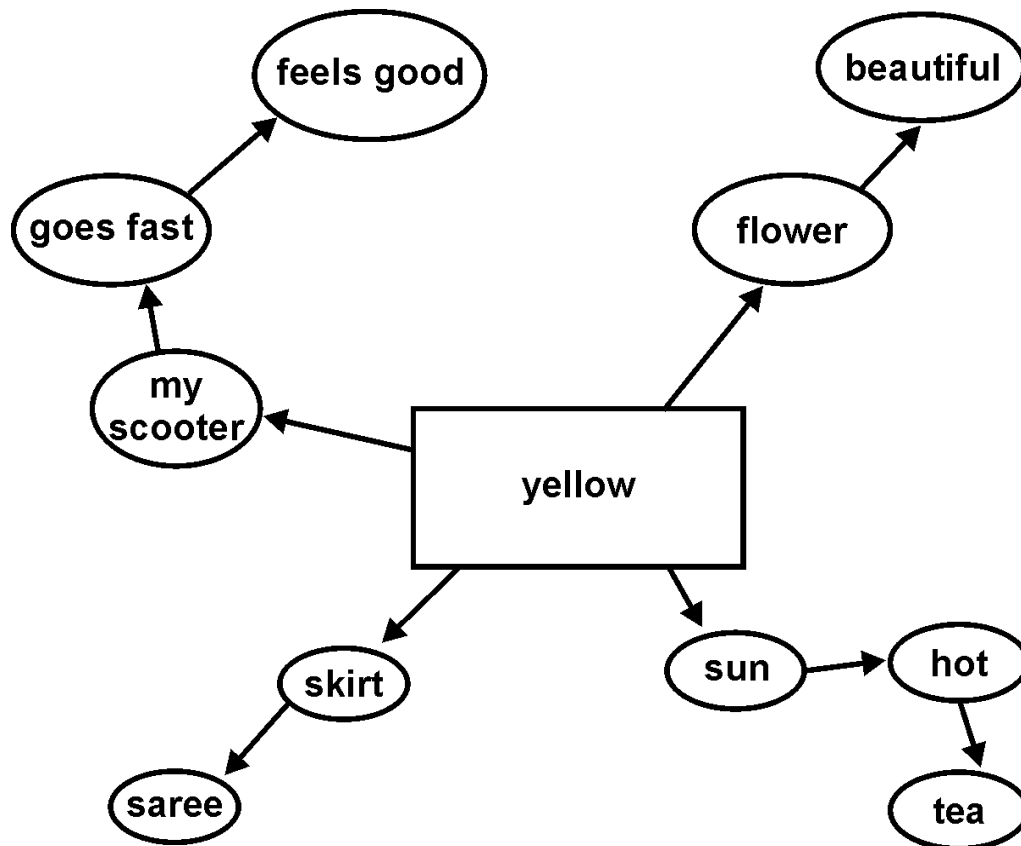 feels good
beautiful
goes fast
flower
my
scooter
yellow
skirt
sun
hot
saree
tea